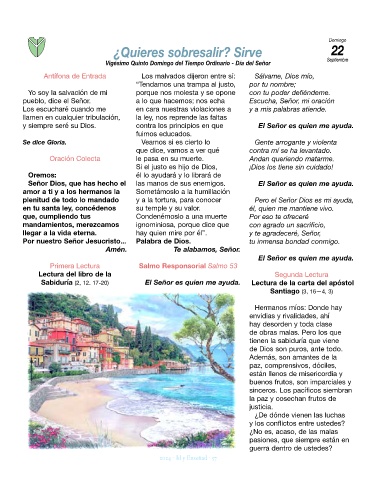 Domingo
22
Septiembre
¿Quieres sobresalir? Sirve
Vigésimo Quinto Domingo del Tiempo Ordinario - Día del Señor
Antífona de Entrada
Yo soy la salvación de mi
pueblo, dice el Señor.
Los escucharé cuando me
llamen en cualquier tribulación,
y siempre seré su Dios.
Se dice Gloria.
Oración Colecta
Oremos:
Señor Dios, que has hecho el
amor a ti y a los hermanos la
plenitud de todo lo mandado
en tu santa ley, concédenos
que, cumpliendo tus
mandamientos, merezcamos
llegar a la vida eterna.
Por nuestro Señor Jesucristo...
Amén.
Primera Lectura
Lectura del libro de la
Sabiduría (2, 12. 17-20)
Los malvados dijeron entre sí:
"Tendamos una trampa al justo,
porque nos molesta y se opone
a lo que hacemos; nos echa
en cara nuestras violaciones a
la ley, nos reprende las faltas
contra los principios en que
fuimos educados.
Veamos si es cierto lo
que dice, vamos a ver qué
le pasa en su muerte.
Si el justo es hijo de Dios,
él lo ayudará y lo librará de
las manos de sus enemigos.
Sometámoslo a la humillación
y a la tortura, para conocer
su temple y su valor.
Condenémoslo a una muerte
ignominiosa, porque dice que
hay quien mire por él".
Palabra de Dios.
Te alabamos, Señor.
Salmo Responsorial Salmo 53
El Señor es quien me ayuda.
Sálvame, Dios mío,
por tu nombre;
con tu poder defiéndeme.
Escucha, Señor, mi oración
y a mis palabras atiende.
El Señor es quien me ayuda.
Gente arrogante y violenta
contra mí se ha levantado.
Andan queriendo matarme.
¡Dios los tiene sin cuidado!
El Señor es quien me ayuda.
Pero el Señor Dios es mi ayuda,
él, quien me mantiene vivo.
Por eso te ofreceré
con agrado un sacrificio,
y te agradeceré, Señor,
tu inmensa bondad conmigo.
El Señor es quien me ayuda.
Segunda Lectura
Lectura de la carta del apóstol
Santiago (3, 16—4, 3)
Hermanos míos: Donde hay
envidias y rivalidades, ahí
hay desorden y toda clase
de obras malas. Pero los que
tienen la sabiduría que viene
de Dios son puros, ante todo.
Además, son amantes de la
paz, comprensivos, dóciles,
están llenos de misericordia y
buenos frutos, son imparciales y
sinceros. Los pacíficos siembran
la paz y cosechan frutos de
justicia.
¿De dónde vienen las luchas
y los conflictos entre ustedes?
¿No es, acaso, de las malas
pasiones, que siempre están en
guerra dentro de ustedes?